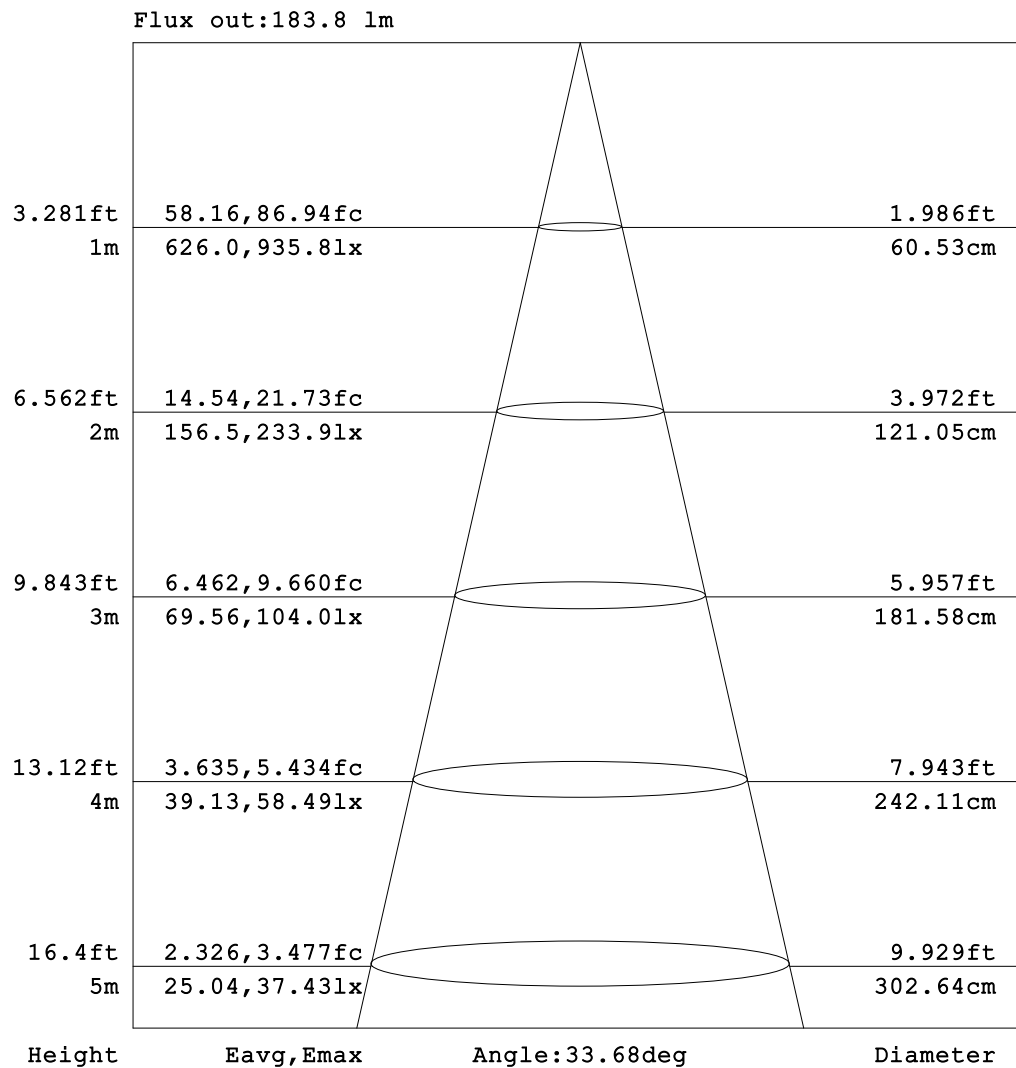 Flux out:183.8 lm
3.281ft 58.16,86.94fc 1.986ft
1m 626.0,935.8lx 60.53cm
6.562ft 14.54,21.73fc 3.972ft
2m 156.5,233.9lx 121.05cm
9.843ft 6.462,9.660fc 5.957ft
3m 69.56,104.0lx 181.58cm
13.12ft 3.635,5.434fc 7.943ft
4m 39.13,58.49lx 242.11cm
16.4ft 2.326,3.477fc 9.929ft
5m 25.04,37.43lx 302.64cm
Height Eavg,Emax Angle:33.68deg Diameter